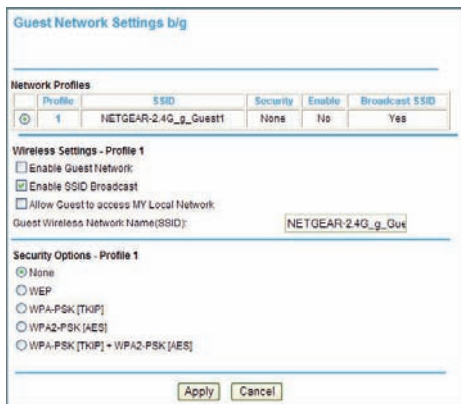 Guest Network Settings b/g
Network Profiles
Profile SSID Security Enable Broadcast SSID
1 NETGEAR-2.4G_g_Guest1 None No Yes
Wireless Settings - Profile 1
Enable Guest Network
Enable SSID Broadcast
Allow Guest to access MY Local Network
Guest Wireless Network Name(SSID): NETGEAR-2.4G_g_Gue
Security Options - Profile 1
None
WEP
WPA-PSK [TKIP]
WPA2-PSK [AES]
WPA-PSK [TKIP] + WPA2-PSK [AES]
Apply Cancel